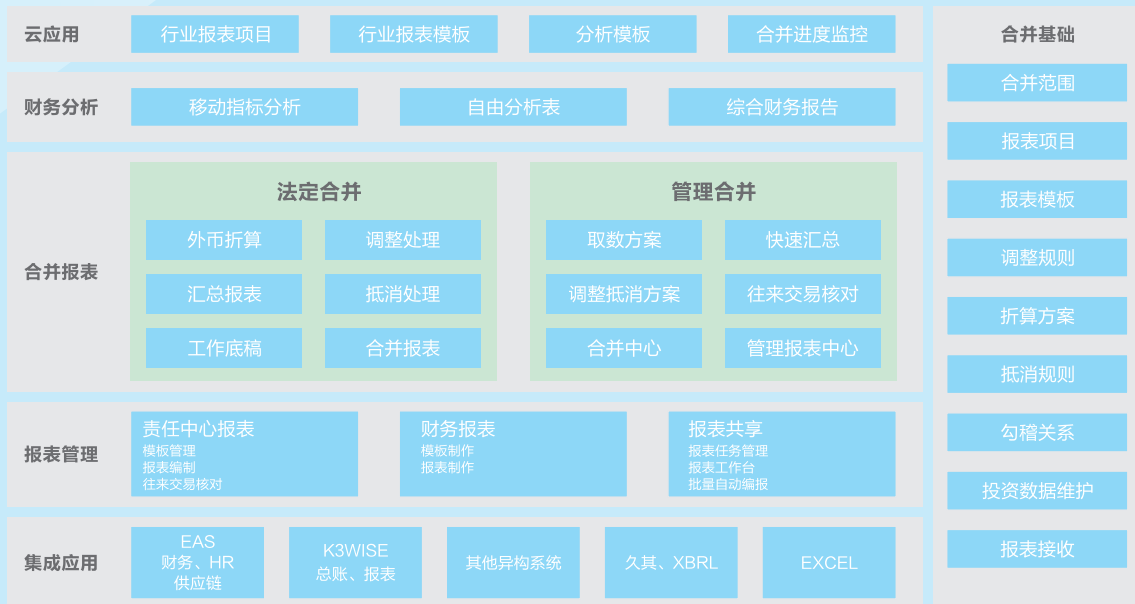 云应用
行业报表项目
行业报表模板
分析模板
合并进度监控
财务分析
移动指标分析
自由分析表
综合财务报告
合并报表
法定合并
外币折算
调整处理
汇总报表
抵消处理
工作底稿
合并报表
管理合并
取数方案
快速汇总
调整抵消方案
往来交易核对
合并中心
管理报表中心
报表管理
责任中心报表
模板管理
报表编制
往来交易核对
财务报表
模板制作
报表制作
报表共享
报表任务管理
报表工作台
批量自动编报
集成应用
EAS
财务、HR
供应链
K3WISE
总账、报表
其他异构系统
久其、XBRL
EXCEL
合并基础
合并范围
报表项目
报表模板
调整规则
折算方案
抵消规则
勾稽关系
投资数据维护
报表接收